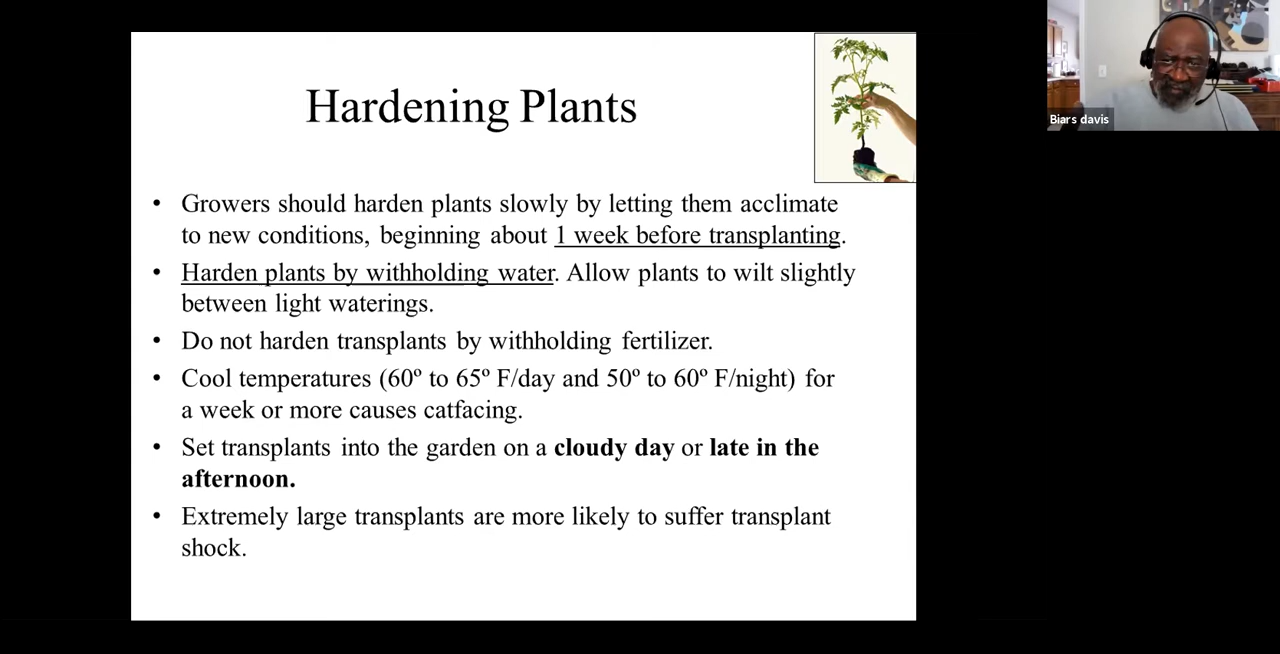 Hardening Plants
• Growers should harden plants slowly by letting them acclimate
to new conditions, beginning about 1 week before transplanting.
• Harden plants by withholding water. Allow plants to wilt slightly
between light waterings.
• Do not harden transplants by withholding fertilizer.
• Cool temperatures (60º to 65º F/day and 50º to 60º F/night) for
a week or more causes catfacing.
• Set transplants into the garden on a cloudy day or late in the
afternoon.
• Extremely large transplants are more likely to suffer transplant
shock.
Biars davis